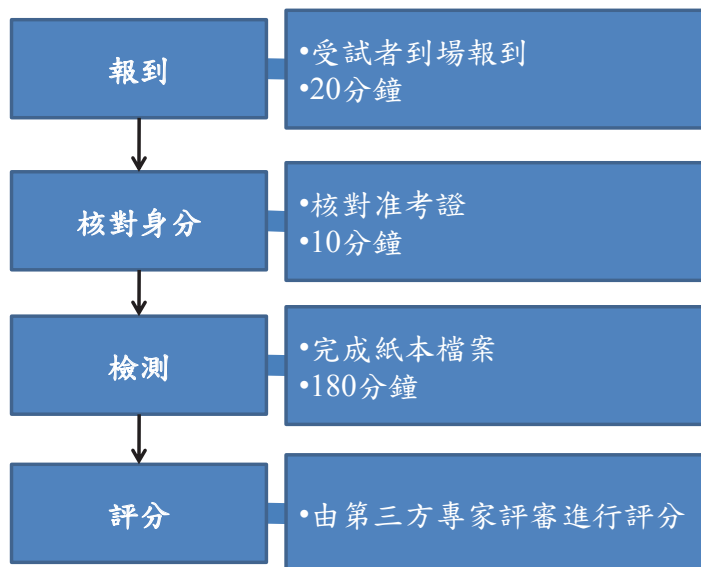 報到
•受試者到場報到
•20分鐘
核對身分
•核對准考證
•10分鐘
檢測
•完成紙本檔案
•180分鐘
評分
•由第三方專家評審進行評分